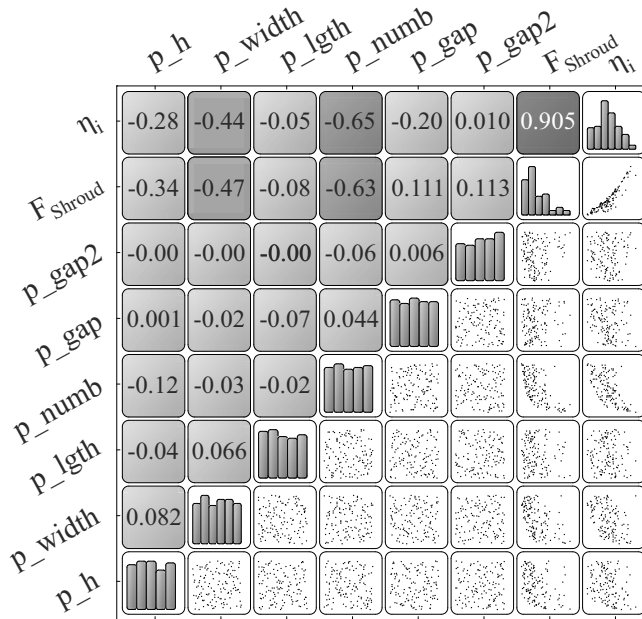 p_h p_width p_lgth p_numb p_gap p_gap2 F_Shroud η_i
η_i -0.28 -0.44 -0.05 -0.65 -0.20 0.010 0.905
F_Shroud -0.34 -0.47 -0.08 -0.63 0.111 0.113
p_gap2 -0.00 -0.00 -0.00 -0.06 0.006
p_gap 0.001 -0.02 -0.07 0.044
p_numb -0.12 -0.03 -0.02
p_lgth -0.04 0.066
p_width 0.082
p_h